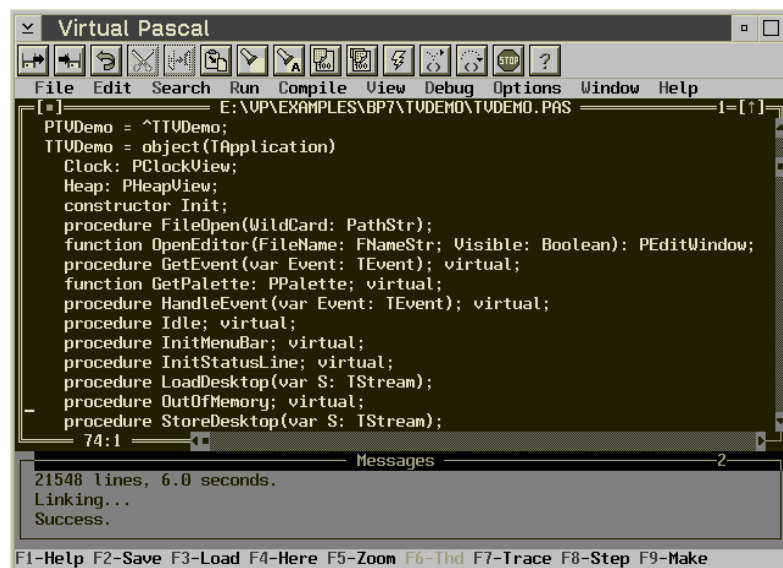 Virtual Pascal
A 100 100 STOP ?
File Edit Search Run Compile View Debug Options Window Help
[■] E:\VP\EXAMPLES\BP7\TVDEMO\TVDEMO.PAS 1=[↑]
PTVDemo = ^TTVDemo;
TTVDemo = object(TApplication)
Clock: PClockView;
Heap: PHeapView;
constructor Init;
procedure FileOpen(WildCard: PathStr);
function OpenEditor(FileName: FNameStr; Visible: Boolean): PEditWindow;
procedure GetEvent(var Event: TEvent); virtual;
function GetPalette: PPalette; virtual;
procedure HandleEvent(var Event: TEvent); virtual;
procedure Idle; virtual;
procedure InitMenuBar; virtual;
procedure InitStatusLine; virtual;
procedure LoadDesktop(var S: TStream);
procedure OutOfMemory; virtual;
procedure StoreDesktop(var S: TStream);
74:1
Messages 2
21548 lines, 6.0 seconds.
Linking...
Success.
F1-Help F2-Save F3-Load F4-Here F5-Zoom F6-Thd F7-Trace F8-Step F9-Make